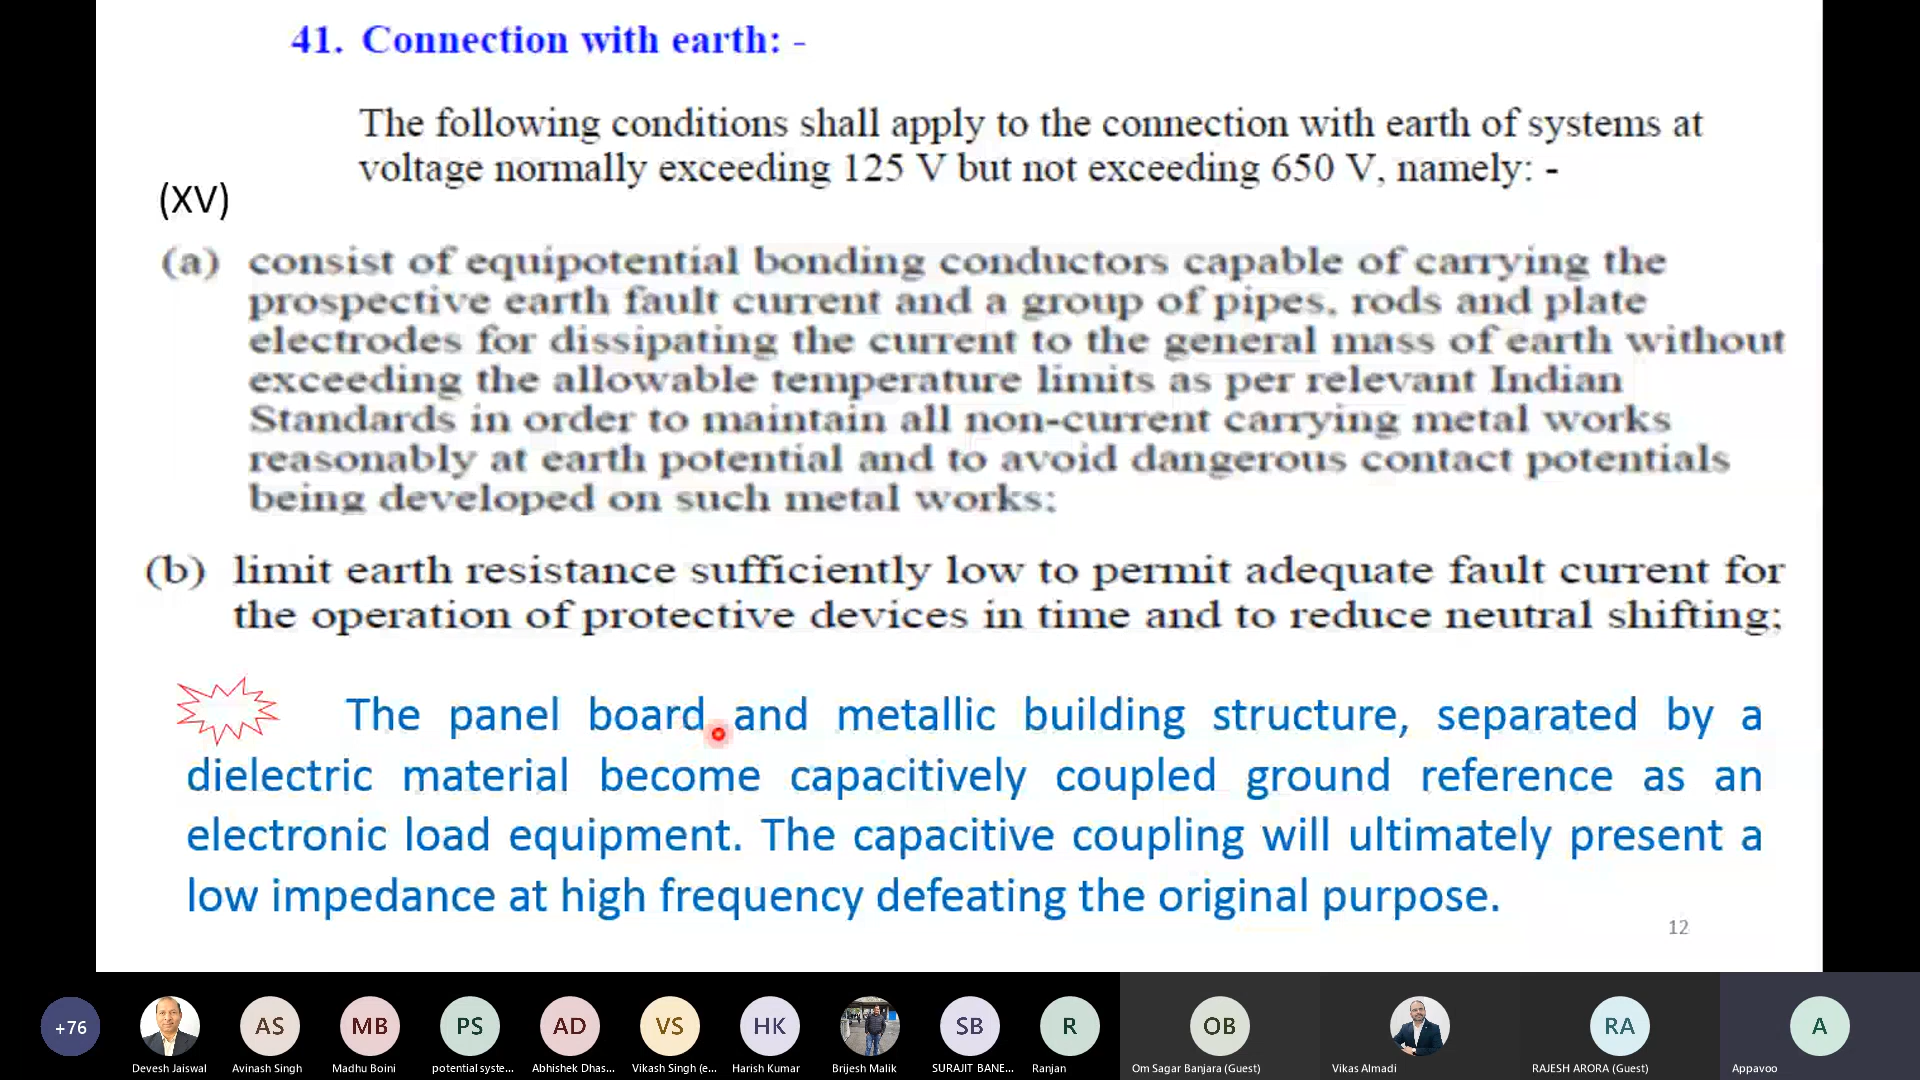 41. Connection with earth: -
The following conditions shall apply to the connection with earth of systems at
voltage normally exceeding 125 V but not exceeding 650 V, namely: -
(XV)
(a) consist of equipotential bonding conductors capable of carrying the
prospective earth fault current and a group of pipes, rods and plate
electrodes for dissipating the current to the general mass of earth without
exceeding the allowable temperature limits as per relevant Indian
Standards in order to maintain all non-current carrying metal works
reasonably at earth potential and to avoid dangerous contact potentials
being developed on such metal works;
(b) limit earth resistance sufficiently low to permit adequate fault current for
the operation of protective devices in time and to reduce neutral shifting;
The panel board and metallic building structure, separated by a
dielectric material become capacitively coupled ground reference as an
electronic load equipment. The capacitive coupling will ultimately present a
low impedance at high frequency defeating the original purpose.
12
+76 AS MB PS AD VS HK SB R OB RA A
Devesh Jaiswal Avinash Singh Madhu Boini potential syste... Abhishek Dhas... Vikash Singh (e... Harish Kumar Brijesh Malik SURAJIT BANE... Ranjan Om Sagar Banjara (Guest) Vikas Almadi RAJESH ARORA (Guest) Appavoo